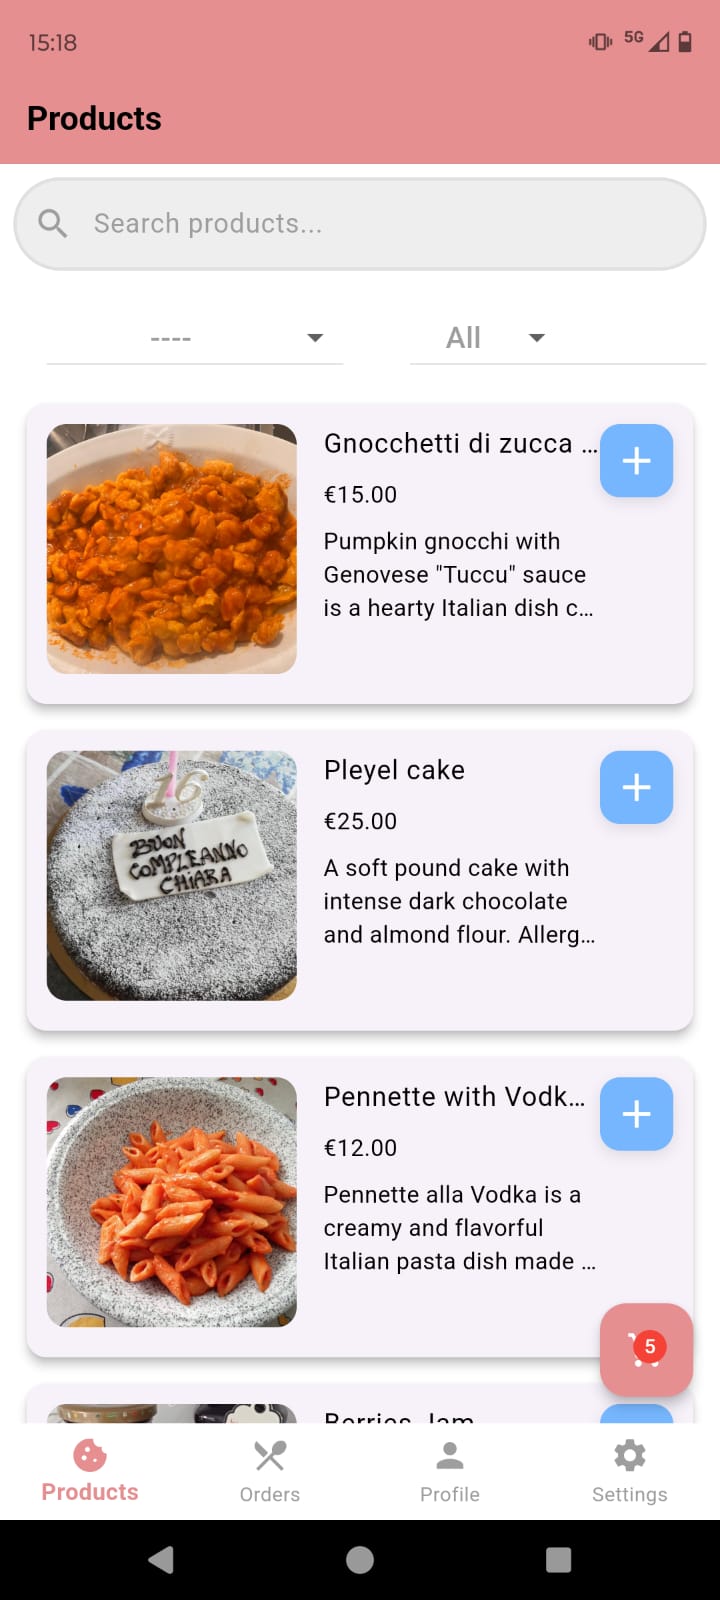 15:18
5G
Products
Search products...
----
All
Gnocchetti di zucca ...
€15.00
Pumpkin gnocchi with
Genovese "Tuccu" sauce
is a hearty Italian dish c...
16
BUON
COMPLEANNO
CHIARA
Pleyel cake
€25.00
A soft pound cake with
intense dark chocolate
and almond flour. Allerg...
Pennette with Vodk...
€12.00
Pennette alla Vodka is a
creamy and flavorful
Italian pasta dish made ...
5
Berries Jam
Products
Orders
Profile
Settings